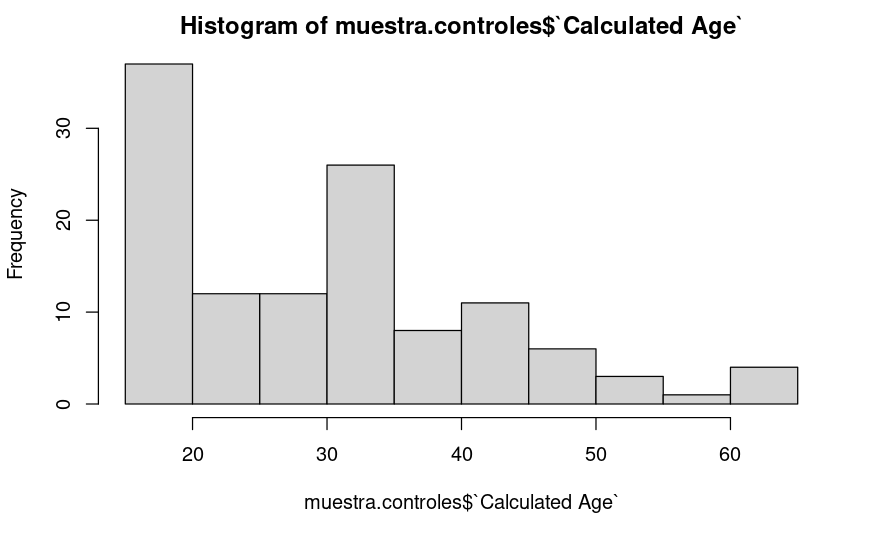 Histogram of muestra.controles$`Calculated Age`
Frequency
30
20
10
0
20 30 40 50 60
muestra.controles$`Calculated Age`